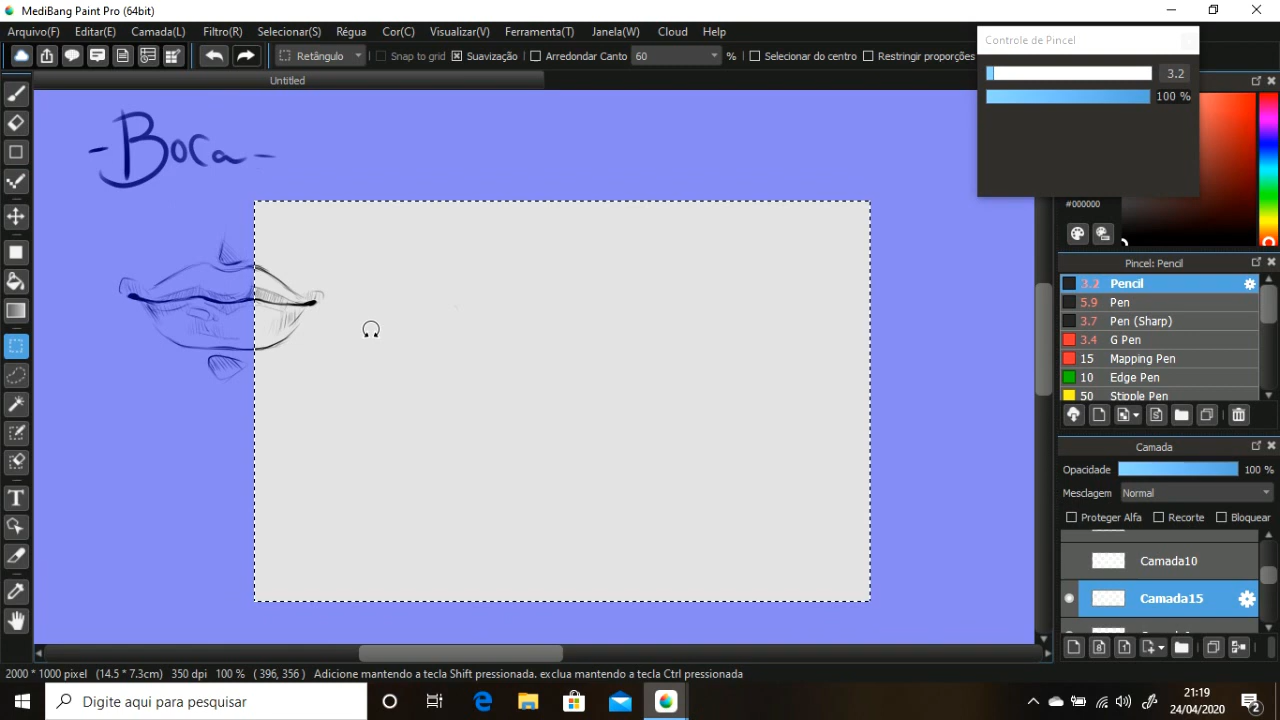 MediBang Paint Pro (64bit)
Arquivo(F) Editar(E) Camada(L) Filtro(R) Selecionar(S) Régua Cor(C) Visualizar(V) Ferramenta(T) Janela(W) Cloud Help
Retângulo Snap to grid Suavização Arredondar Canto 60 % Selecionar do centro Restringir proporções
Controle de Pincel
3.2
100 %
Untitled
-Boca-
#000000
Pincel: Pencil
3.2 Pencil
5.9 Pen
3.7 Pen (Sharp)
3.4 G Pen
15 Mapping Pen
10 Edge Pen
50 Stipple Pen
Camada
Opacidade 100 %
Mesclagem Normal
Proteger Alfa Recorte Bloquear
Camada10
Camada15
2000 * 1000 pixel (14.5 * 7.3cm) 350 dpi 100 % ( 396, 356 ) Adicione mantendo a tecla Shift pressionada. exclua mantendo a tecla Ctrl pressionada
Digite aqui para pesquisar
21:19
24/04/2020
2